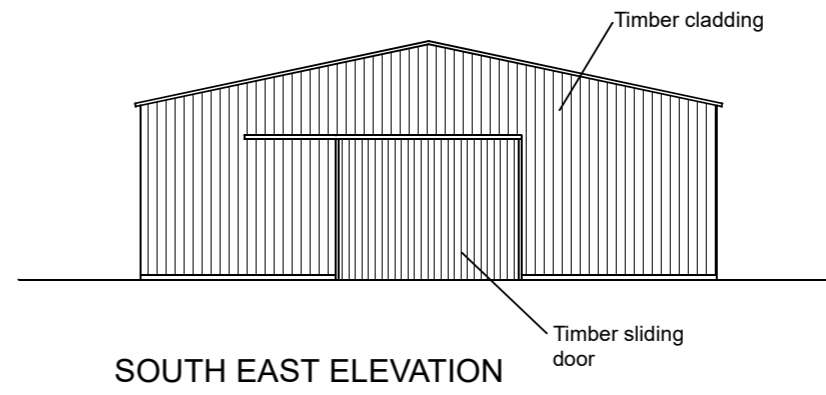 Timber cladding
Timber sliding
door
SOUTH EAST ELEVATION